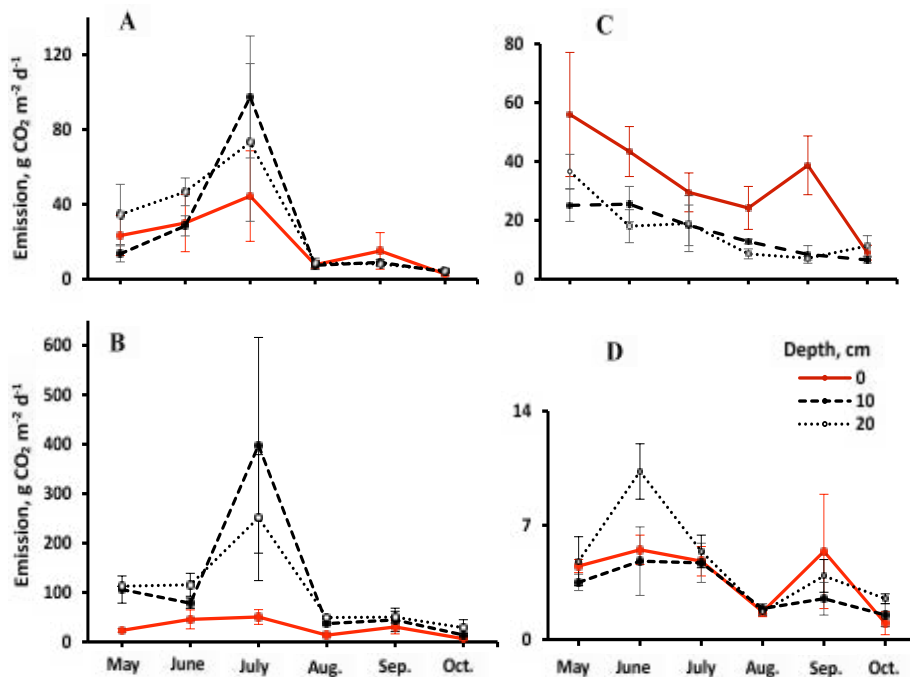 A
Emission, g CO₂ m⁻² d⁻¹
120
80
40
0
C
80
60
40
20
0
B
Emission, g CO₂ m⁻² d⁻¹
600
500
400
300
200
100
0
May June July Aug. Sep. Oct.
D
Depth, cm
0
10
20
14
7
0
May June July Aug. Sep. Oct.